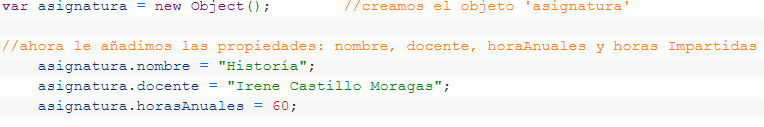 var asignatura = new Object();        //creamos el objeto 'asignatura'
//ahora le añadimos las propiedades: nombre, docente, horaAnuales y horas Impartidas
    asignatura.nombre = "Historía";
    asignatura.docente = "Irene Castillo Moragas";
    asignatura.horasAnuales = 60;